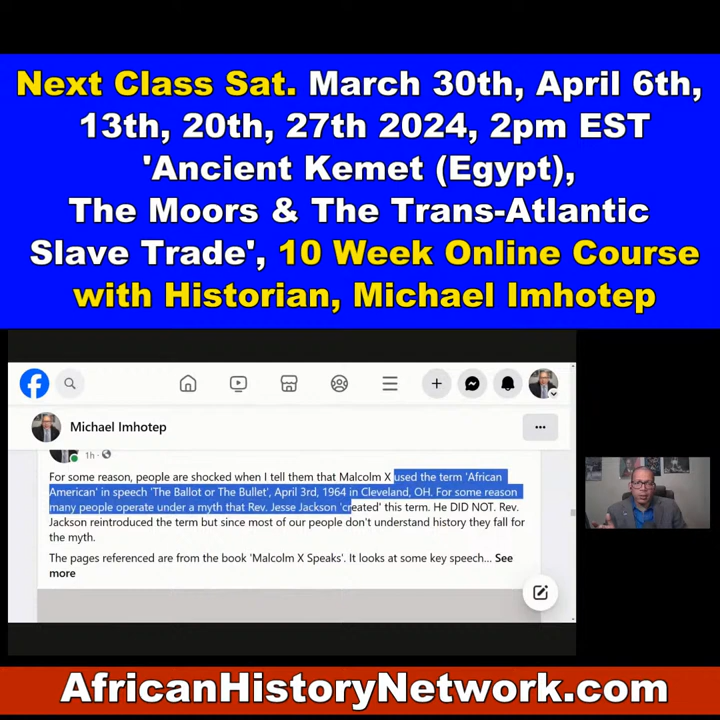 Next Class Sat. March 30th, April 6th,
13th, 20th, 27th 2024, 2pm EST
'Ancient Kemet (Egypt),
The Moors & The Trans-Atlantic
Slave Trade', 10 Week Online Course
with Historian, Michael Imhotep
Michael Imhotep
1h
For some reason, people are shocked when I tell them that Malcolm X used the term 'African
American' in speech 'The Ballot or The Bullet', April 3rd, 1964 in Cleveland, OH. For some reason
many people operate under a myth that Rev. Jesse Jackson 'created' this term. He DID NOT. Rev.
Jackson reintroduced the term but since most of our people don't understand history they fall for
the myth.
The pages referenced are from the book 'Malcolm X Speaks'. It looks at some key speech... See
more
AfricanHistoryNetwork.com